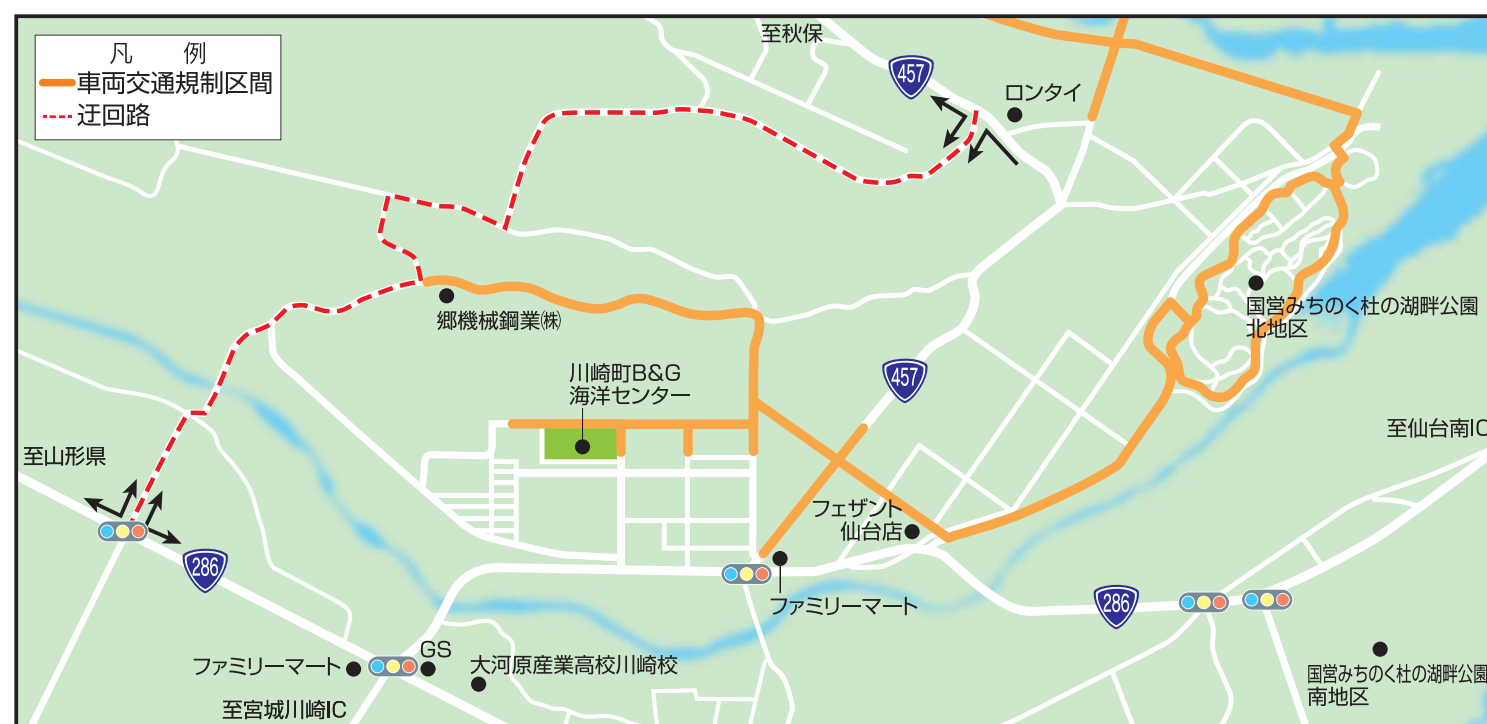 凡 例
車両交通規制区間
迂回路
至秋保
457
ロンタイ
郷機械鋼業㈱
国営みちのく杜の湖畔公園
北地区
川崎町B&G
海洋センター
457
至仙台南IC
至山形県
フェザント
仙台店
286
ファミリーマート
286
ファミリーマート
GS
大河原産業高校川崎校
国営みちのく杜の湖畔公園
南地区
至宮城川崎IC